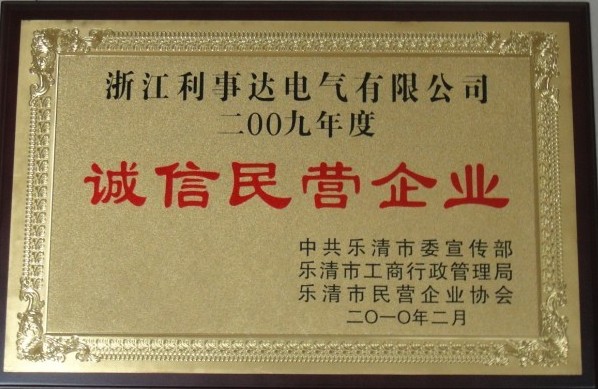 浙江利事达电气有限公司
二00九年度
诚信民营企业
中共乐清市委宣传部
乐清市工商行政管理局
乐清市民营企业协会
二〇一〇年二月